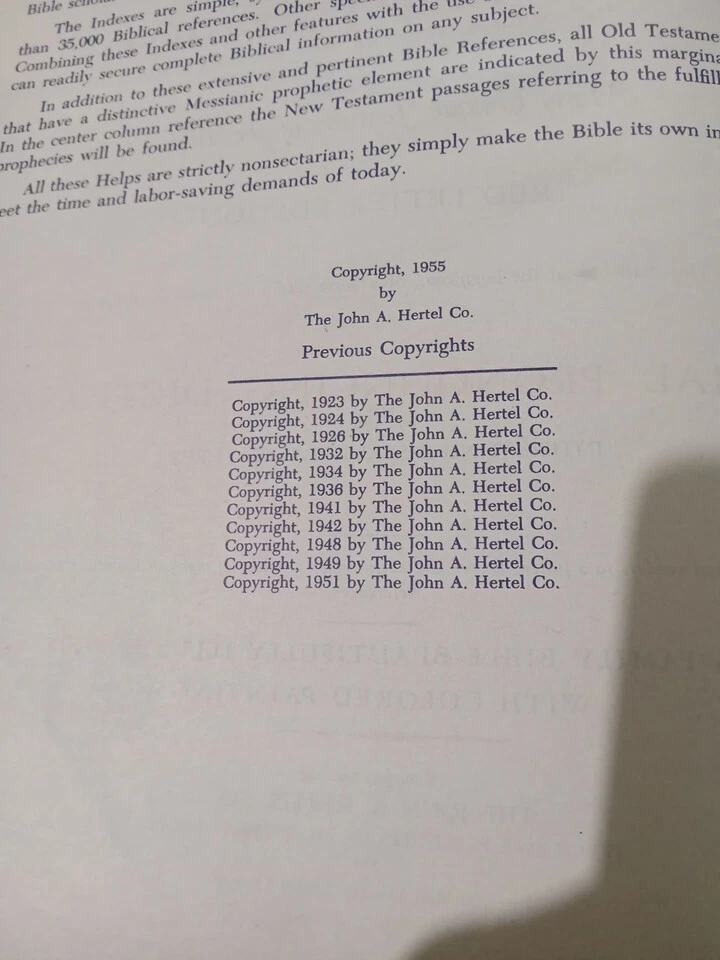 Bible
The Indexes are simple,
than 35,000 Biblical references. Other
Combining these Indexes and other features with the use
can readily secure complete Biblical information on any subject.
In addition to these extensive and pertinent Bible References, all Old Testame
that have a distinctive Messianic prophetic element are indicated by this margina
In the center column reference the New Testament passages referring to the fulfill
prophecies will be found.
All these Helps are strictly nonsectarian; they simply make the Bible its own in
eet the time and labor-saving demands of today.
Copyright, 1955
by
The John A. Hertel Co.
Previous Copyrights
Copyright, 1923 by The John A. Hertel Co.
Copyright, 1924 by The John A. Hertel Co.
Copyright, 1926 by The John A. Hertel Co.
Copyright, 1932 by The John A. Hertel Co.
Copyright, 1934 by The John A. Hertel Co.
Copyright, 1936 by The John A. Hertel Co.
Copyright, 1941 by The John A. Hertel Co.
Copyright, 1942 by The John A. Hertel Co.
Copyright, 1948 by The John A. Hertel Co.
Copyright, 1949 by The John A. Hertel Co.
Copyright, 1951 by The John A. Hertel Co.